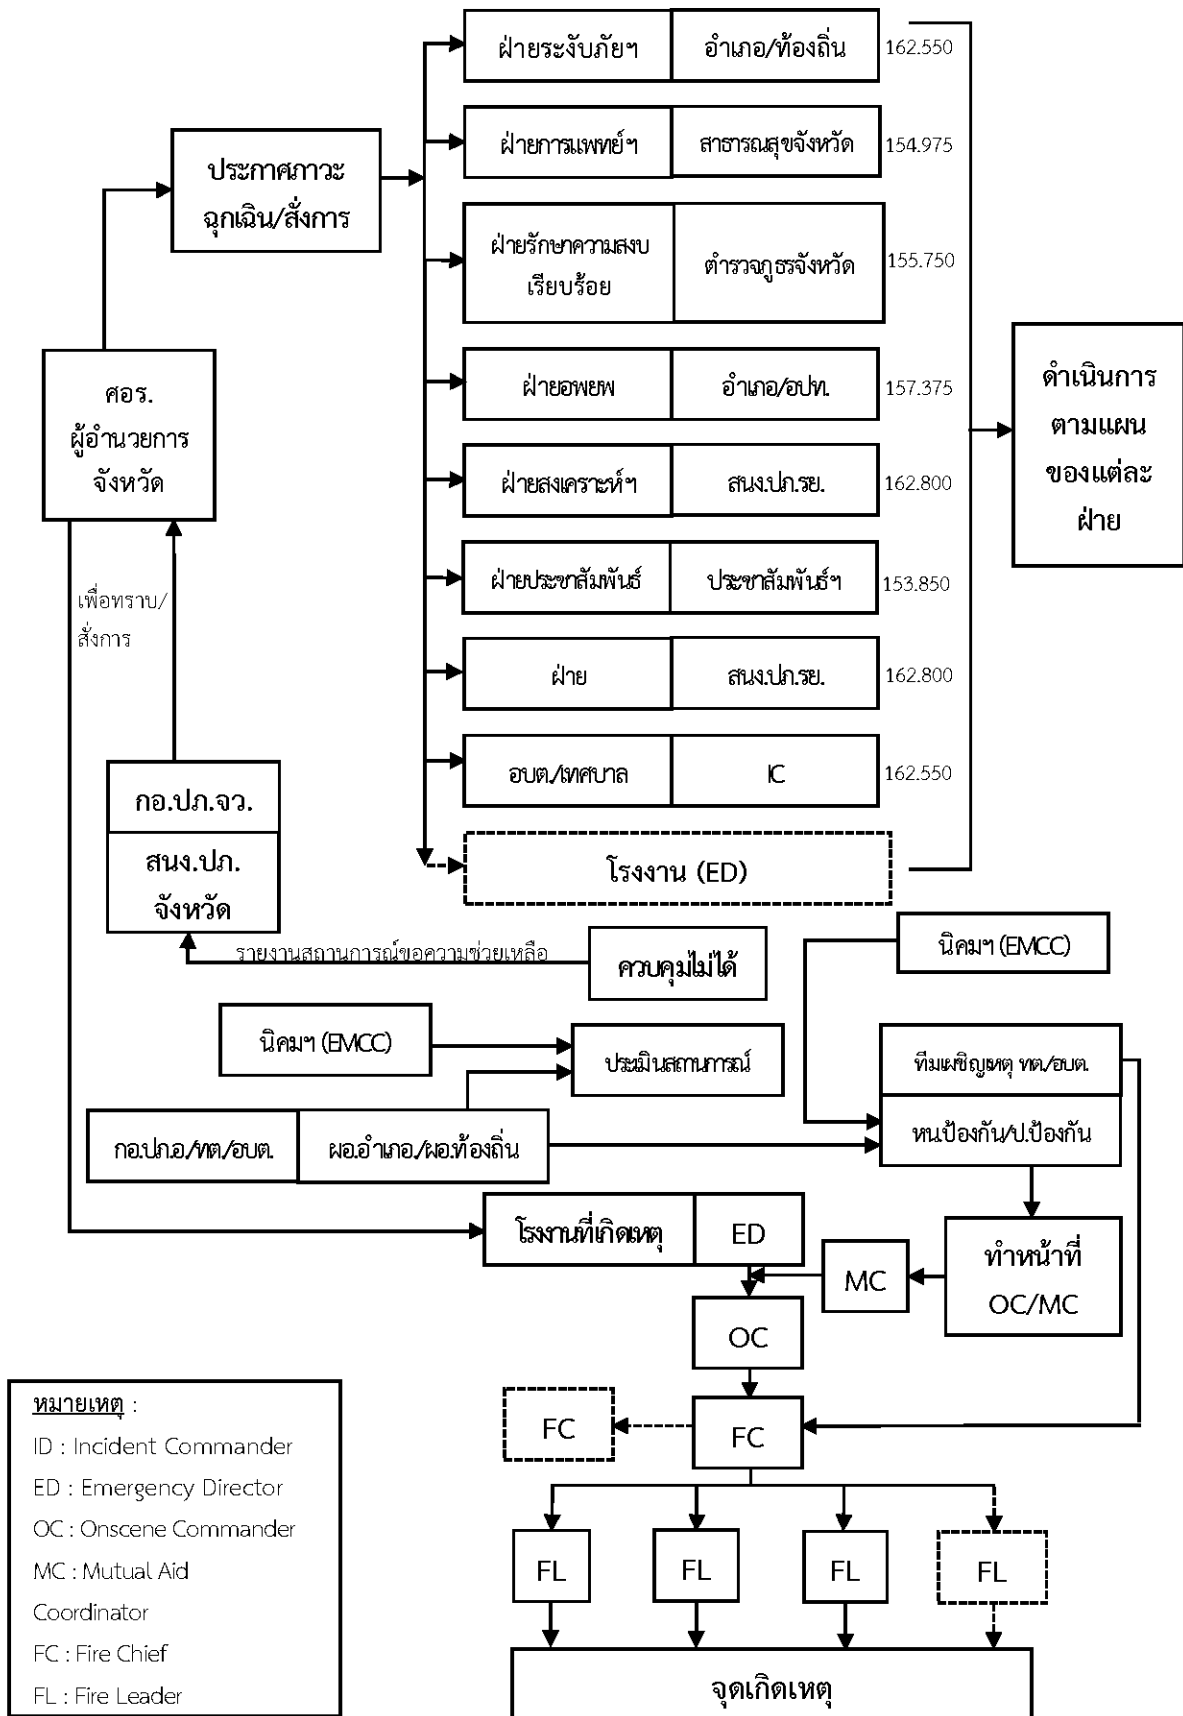 ฝ่ายระงับภัยฯ
อำเภอ/ท้องถิ่น
162.550
ฝ่ายการแพทย์ฯ
สาธารณสุขจังหวัด
154.975
ประกาศภาวะ
ฉุกเฉิน/สั่งการ
ฝ่ายรักษาความสงบ
เรียบร้อย
ตำรวจภูธรจังหวัด
155.750
ศอร.
ผู้อำนวยการ
จังหวัด
ฝ่ายอพยพ
อำเภอ/อปท.
157.375
ดำเนินการ
ตามแผน
ของแต่ละ
ฝ่าย
ฝ่ายสงเคราะห์ฯ
สนง.ปภ.รย.
162.800
ฝ่ายประชาสัมพันธ์
ประชาสัมพันธ์ฯ
153.850
เพื่อทราบ/
สั่งการ
ฝ่าย
สนง.ปภ.รย.
162.800
อบต./เทศบาล
IC
162.550
กอ.ปภ.จว.
สนง.ปภ.
จังหวัด
โรงงาน (ED)
รายงานสถานการณ์ขอความช่วยเหลือ
ควบคุมไม่ได้
นิคมฯ (EMCC)
นิคมฯ (EMCC)
ประเมินสถานการณ์
ทีมเผชิญเหตุ ทต./อบต.
หน.ป้องกัน/ป.ป้องกัน
กอ.ปภ.อ./ทต./อบต.
ผอ.อำเภอ./ผอ.ท้องถิ่น
โรงงานที่เกิดเหตุ
ED
MC
ทำหน้าที่
OC/MC
OC
FC
FC
FL
FL
FL
FL
จุดเกิดเหตุ
หมายเหตุ :
ID : Incident Commander
ED : Emergency Director
OC : Onscene Commander
MC : Mutual Aid
Coordinator
FC : Fire Chief
FL : Fire Leader